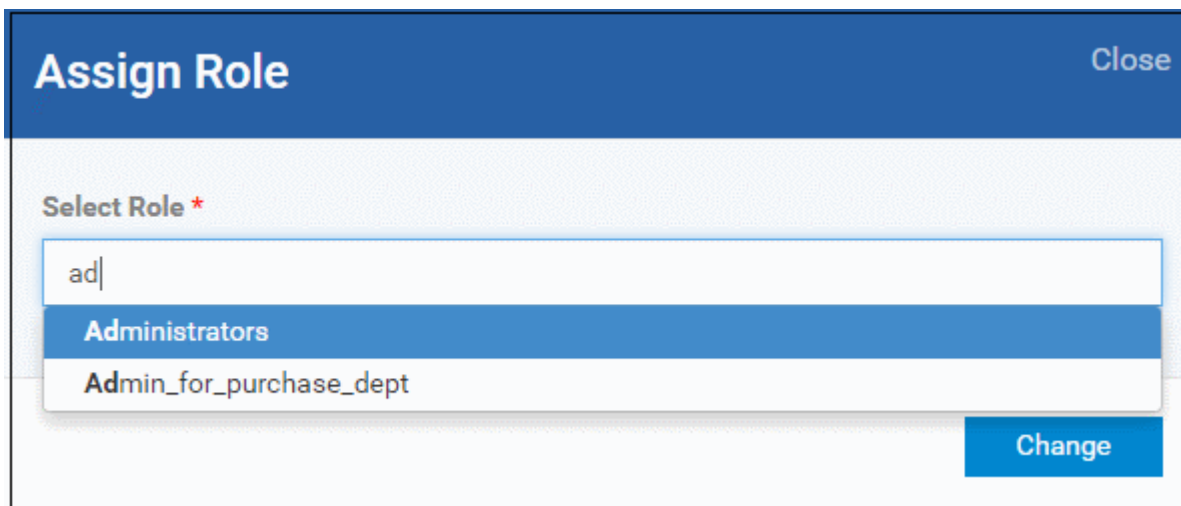 Assign Role
Close
Select Role *
ad
Administrators
Admin_for_purchase_dept
Change